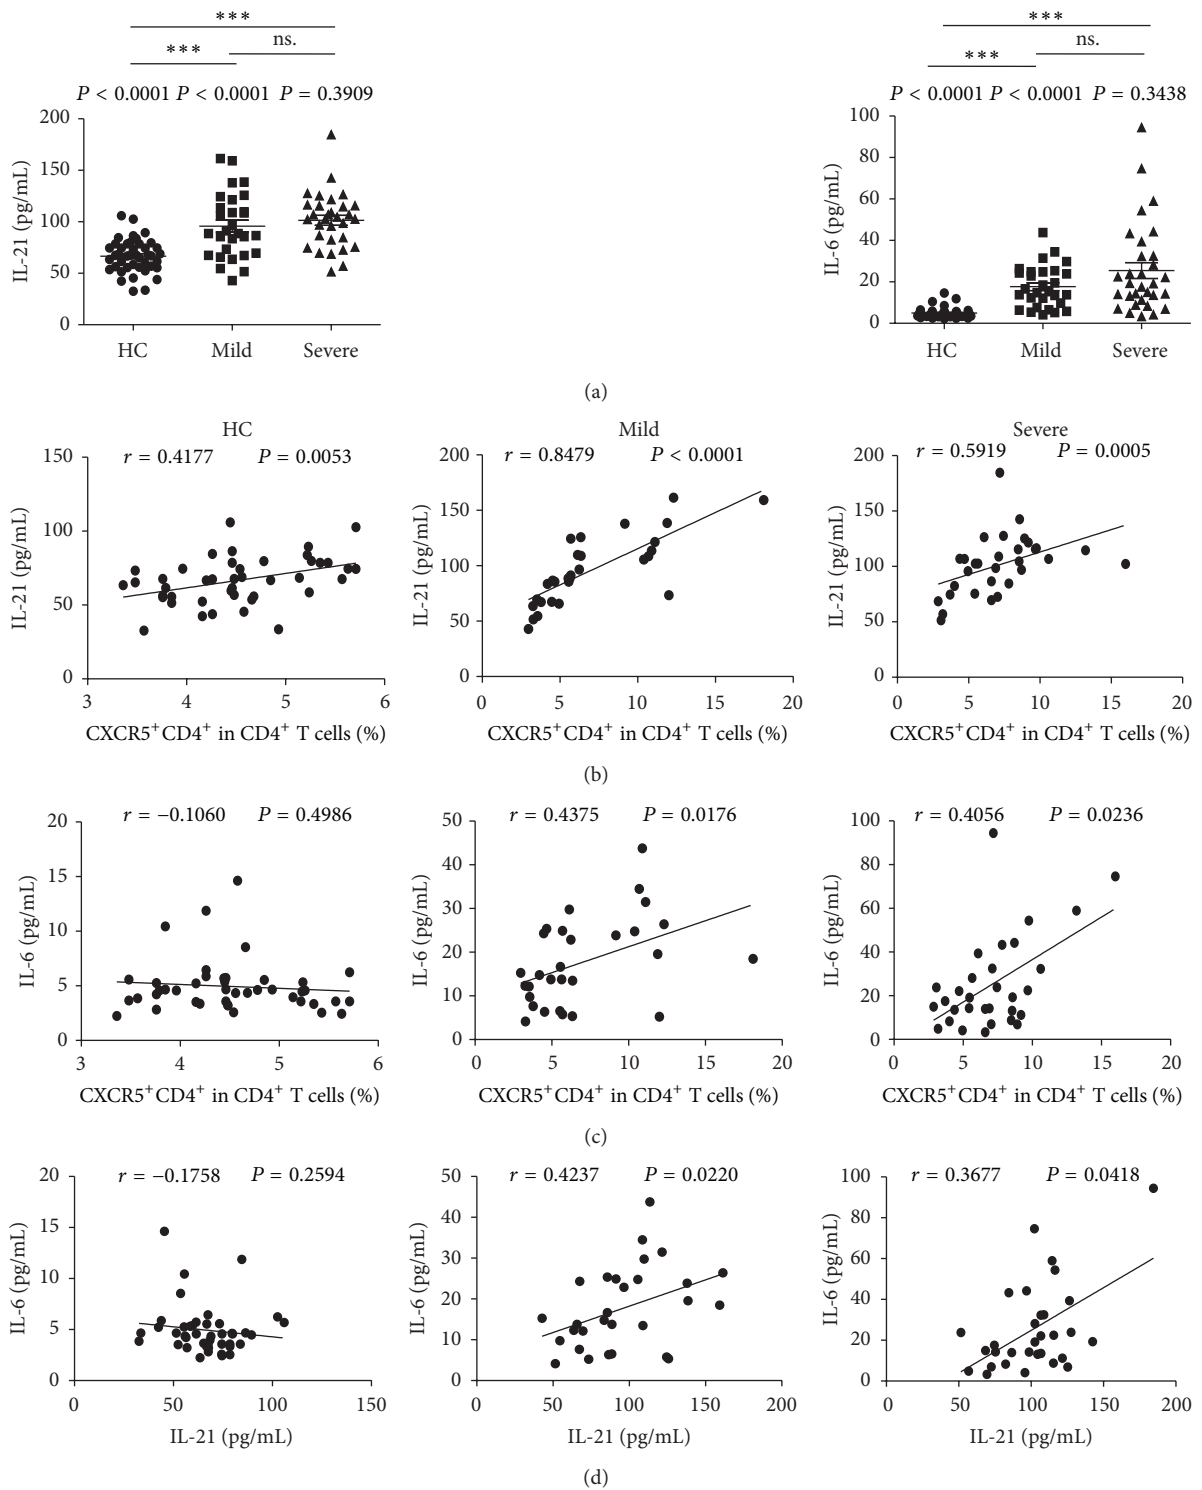 *** ***
ns. ns.
*** ***
P < 0.0001 P < 0.0001 P = 0.3909
P < 0.0001 P < 0.0001 P = 0.3438
IL-21 (pg/mL)
200
150
100
50
0
HC Mild Severe
IL-6 (pg/mL)
100
80
60
40
20
0
HC Mild Severe
(a)
HC Mild Severe
r = 0.4177 P = 0.0053
IL-21 (pg/mL)
150
100
50
0
3 4 5 6
CXCR5+CD4+ in CD4+ T cells (%)
r = 0.8479 P < 0.0001
IL-21 (pg/mL)
200
150
100
50
0
0 5 10 15 20
CXCR5+CD4+ in CD4+ T cells (%)
r = 0.5919 P = 0.0005
IL-21 (pg/mL)
200
150
100
50
0
0 5 10 15 20
CXCR5+CD4+ in CD4+ T cells (%)
(b)
r = −0.1060 P = 0.4986
IL-6 (pg/mL)
20
15
10
5
0
3 4 5 6
CXCR5+CD4+ in CD4+ T cells (%)
r = 0.4375 P = 0.0176
IL-6 (pg/mL)
50
40
30
20
10
0
0 5 10 15 20
CXCR5+CD4+ in CD4+ T cells (%)
r = 0.4056 P = 0.0236
IL-6 (pg/mL)
100
80
60
40
20
0
0 5 10 15 20
CXCR5+CD4+ in CD4+ T cells (%)
(c)
r = −0.1758 P = 0.2594
IL-6 (pg/mL)
20
15
10
5
0
0 50 100 150
IL-21 (pg/mL)
r = 0.4237 P = 0.0220
IL-6 (pg/mL)
50
40
30
20
10
0
0 50 100 150 200
IL-21 (pg/mL)
r = 0.3677 P = 0.0418
IL-6 (pg/mL)
100
80
60
40
20
0
0 50 100 150 200
IL-21 (pg/mL)
(d)